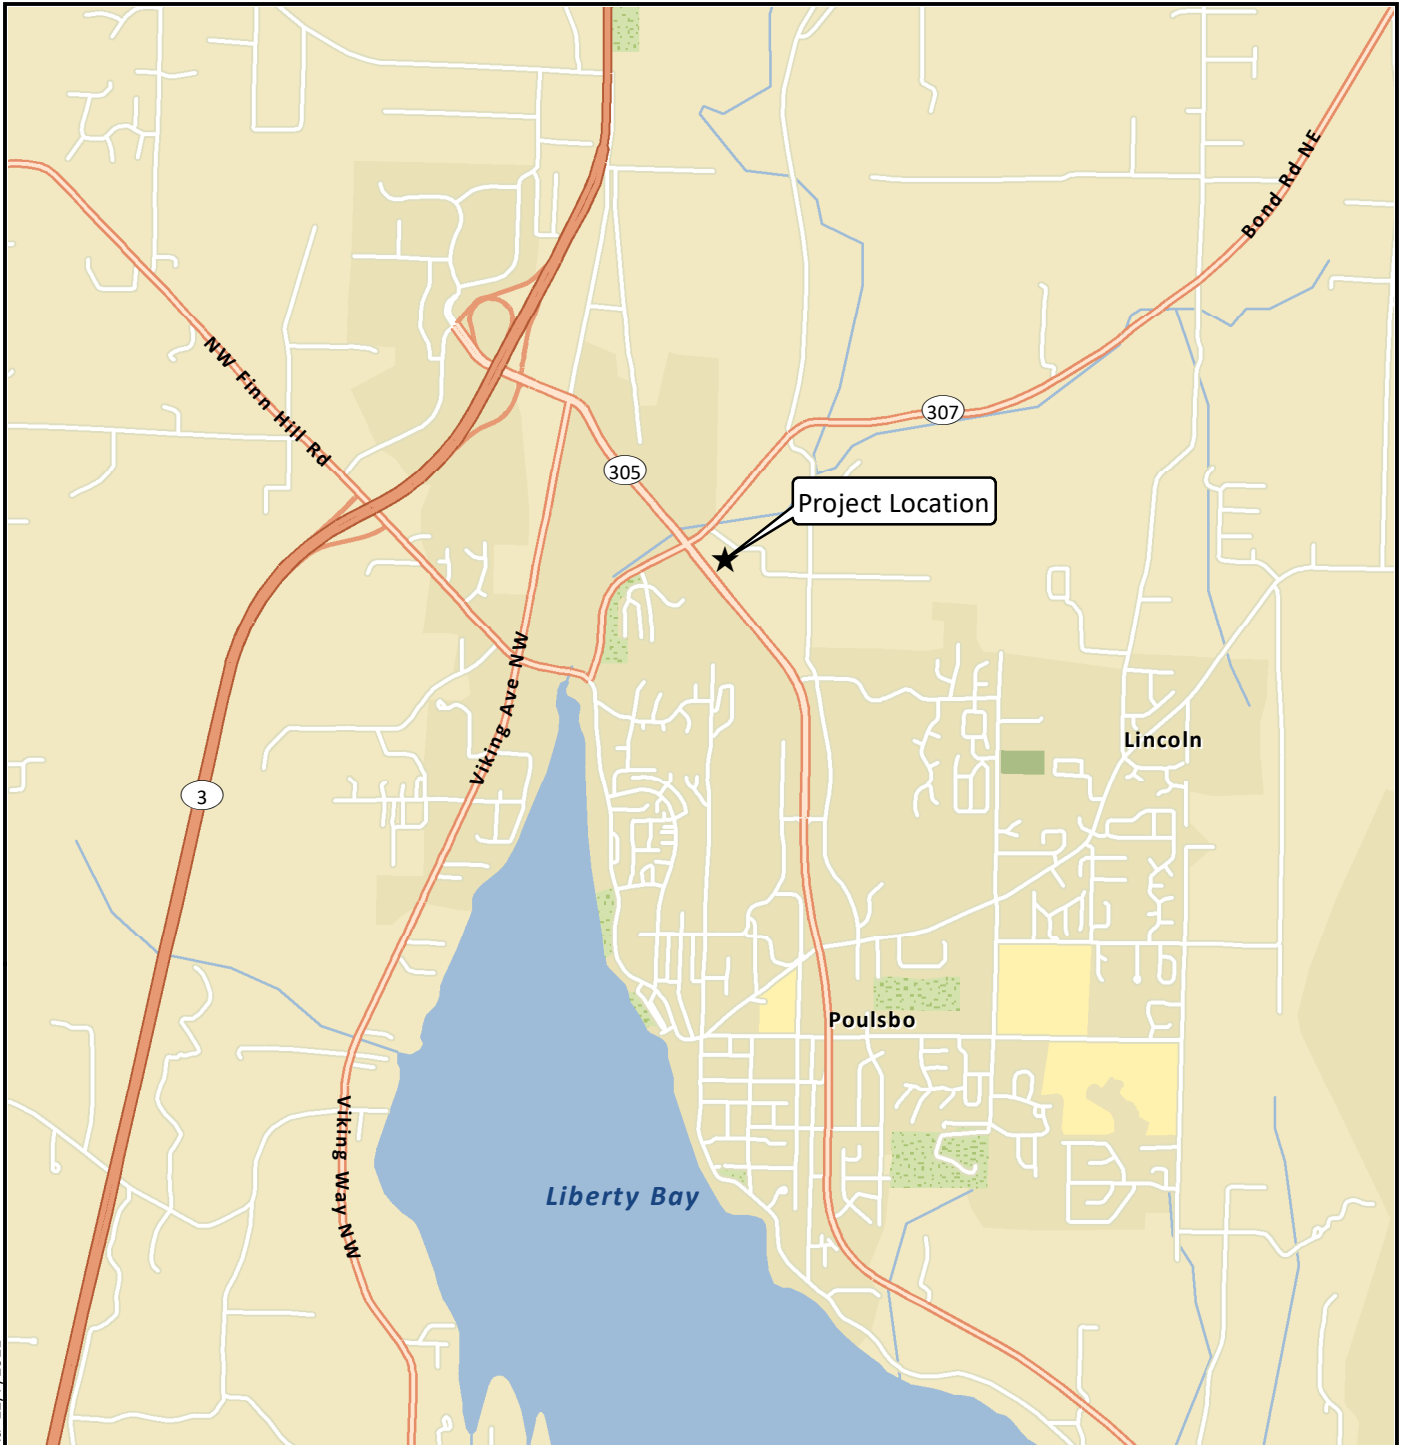 Bond Rd NE
NW Finn Hill Rd
307
305
Project Location
Viking Ave NW
Lincoln
3
Poulsbo
Viking Way NW
Liberty Bay